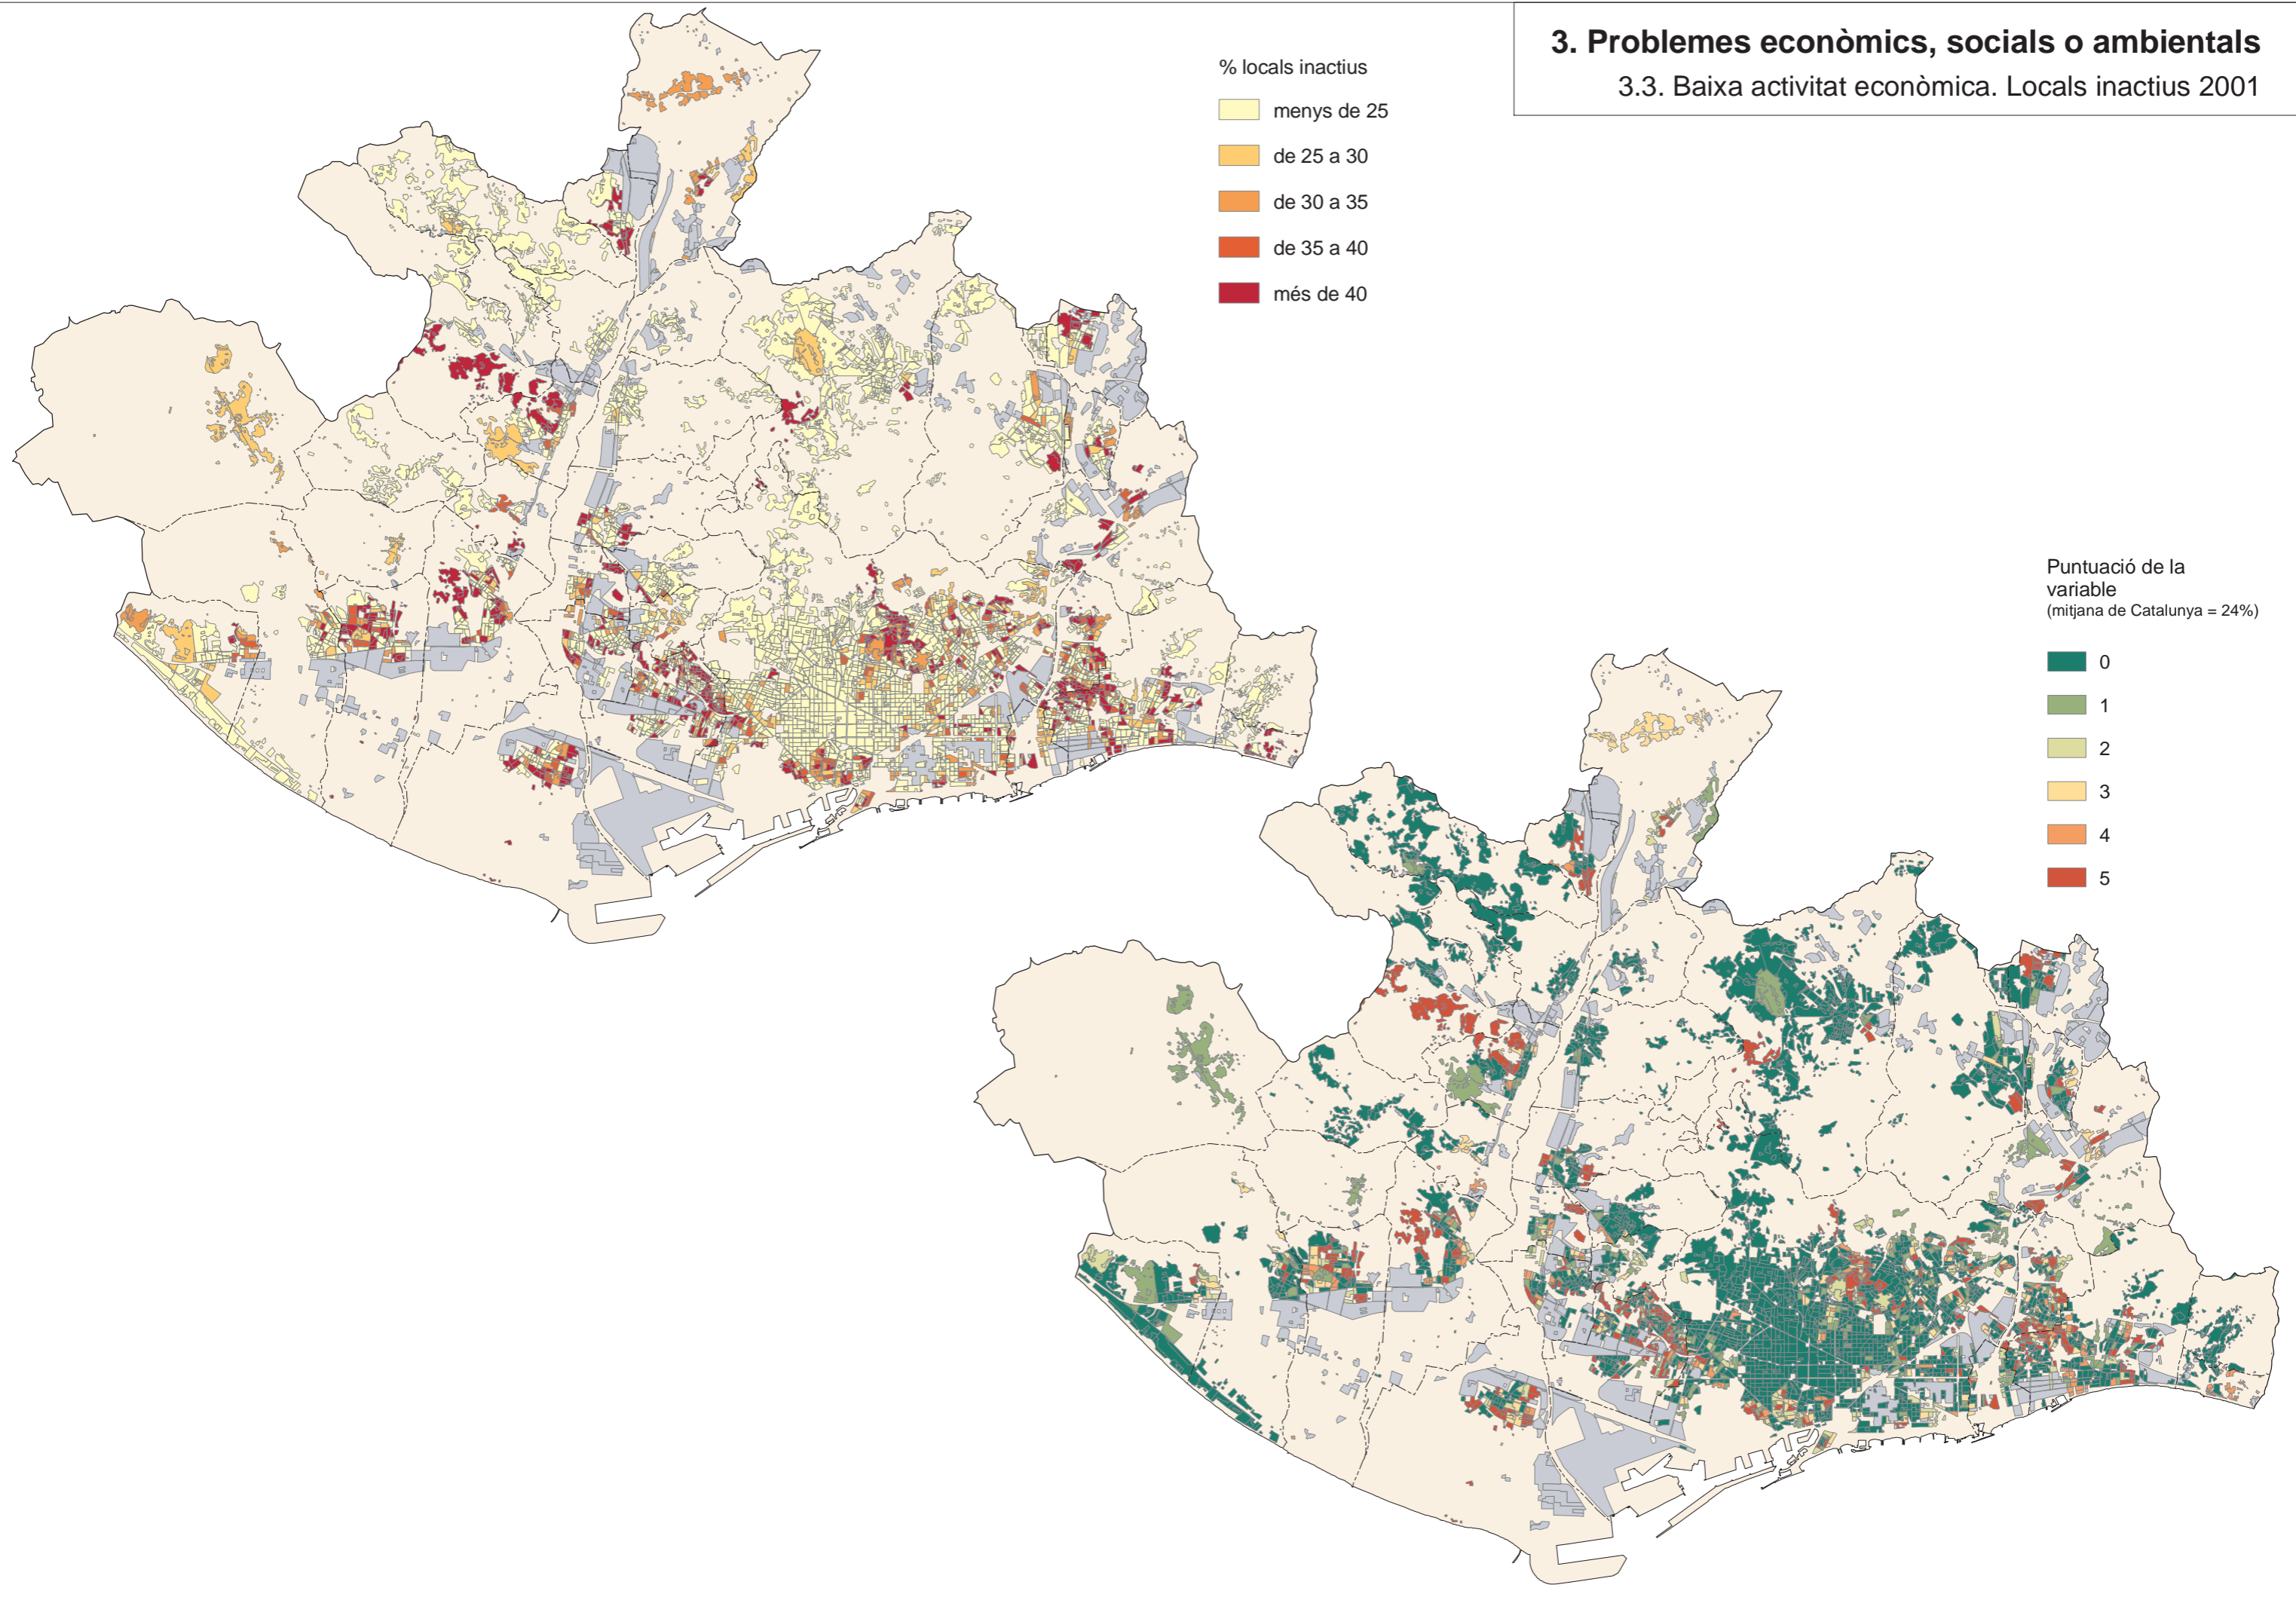 3. Problemes econòmics, socials o ambientals
3.3. Baixa activitat econòmica. Locals inactius 2001
% locals inactius
menys de 25
de 25 a 30
de 30 a 35
de 35 a 40
més de 40
Puntuació de la
variable
(mitjana de Catalunya = 24%)
0
1
2
3
4
5